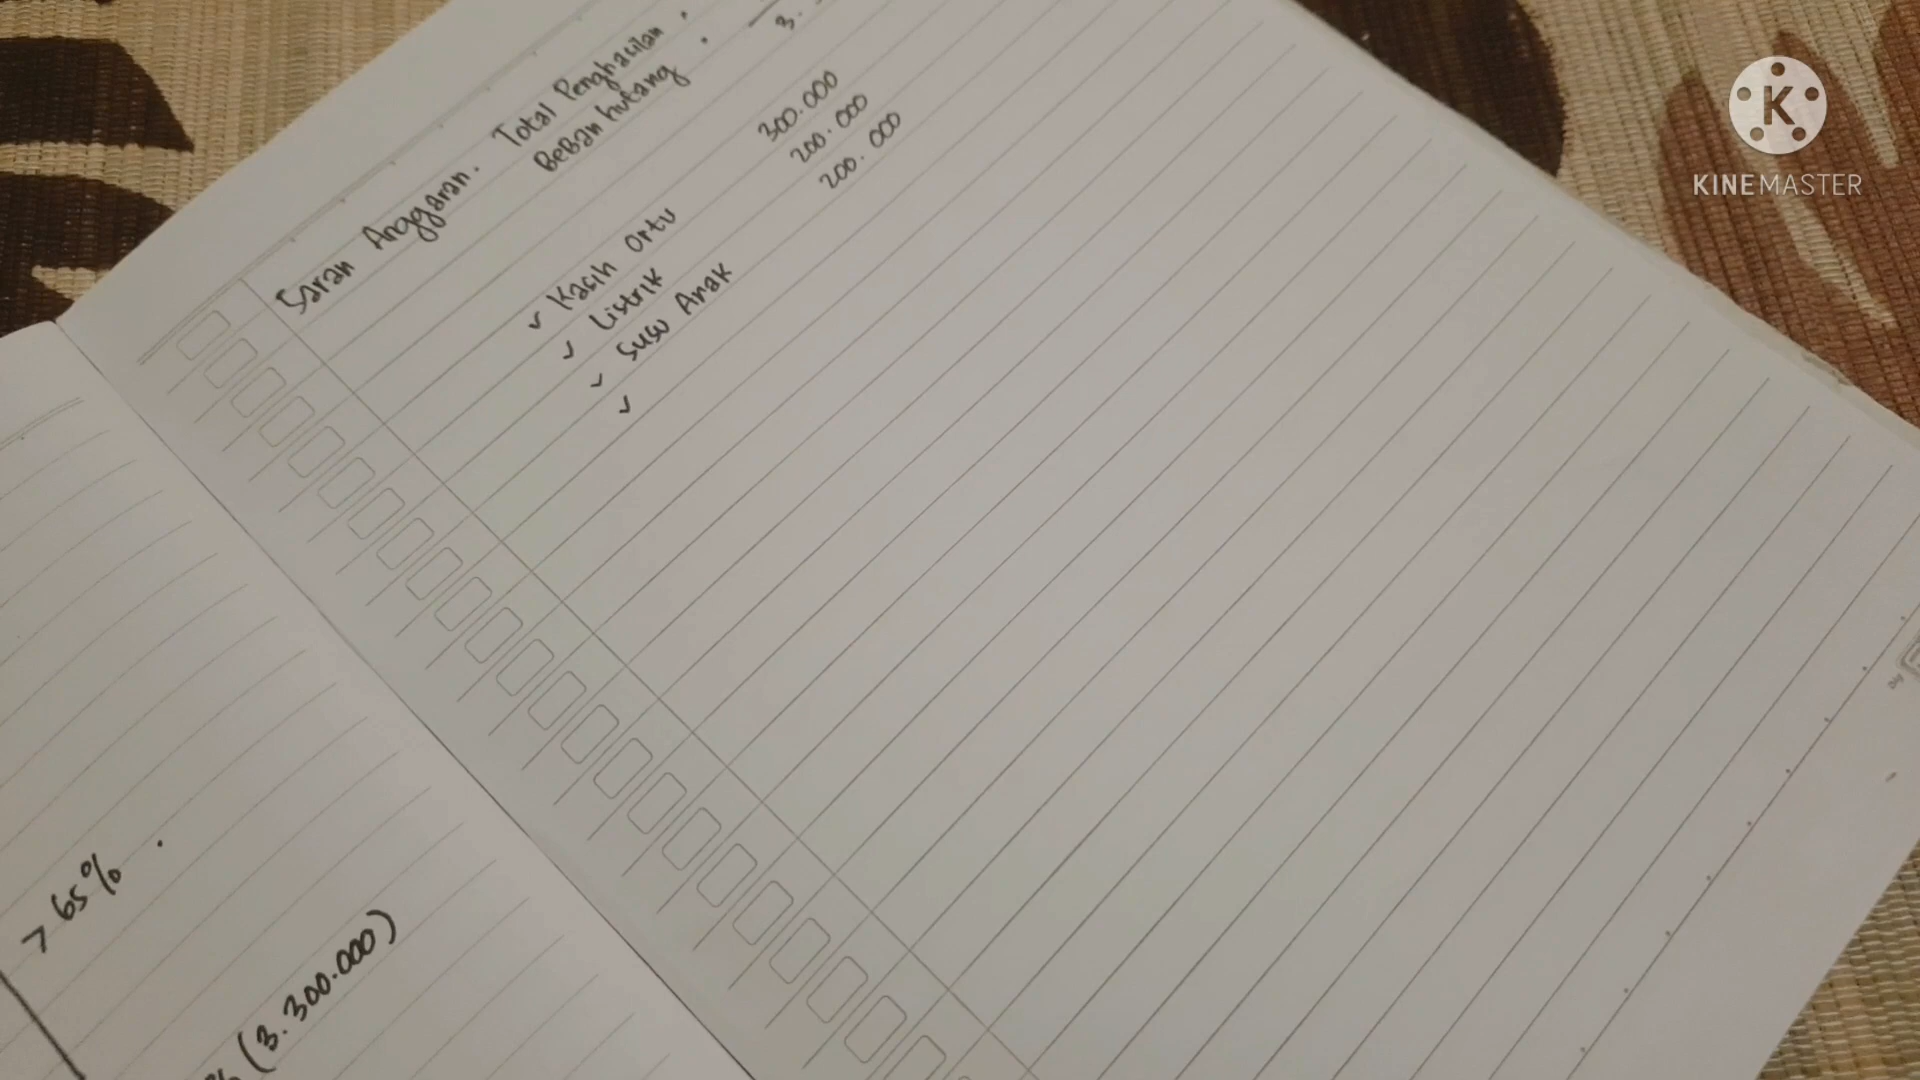 Saran Anggaran. Total Penghasilan :
Beban hutang :
3.
✓ Kasih Ortu 300.000
✓ Listrik 200.000
✓ Susu Anak 200.000
✓
> 65%.
% (3.300.000)
KINEMASTER